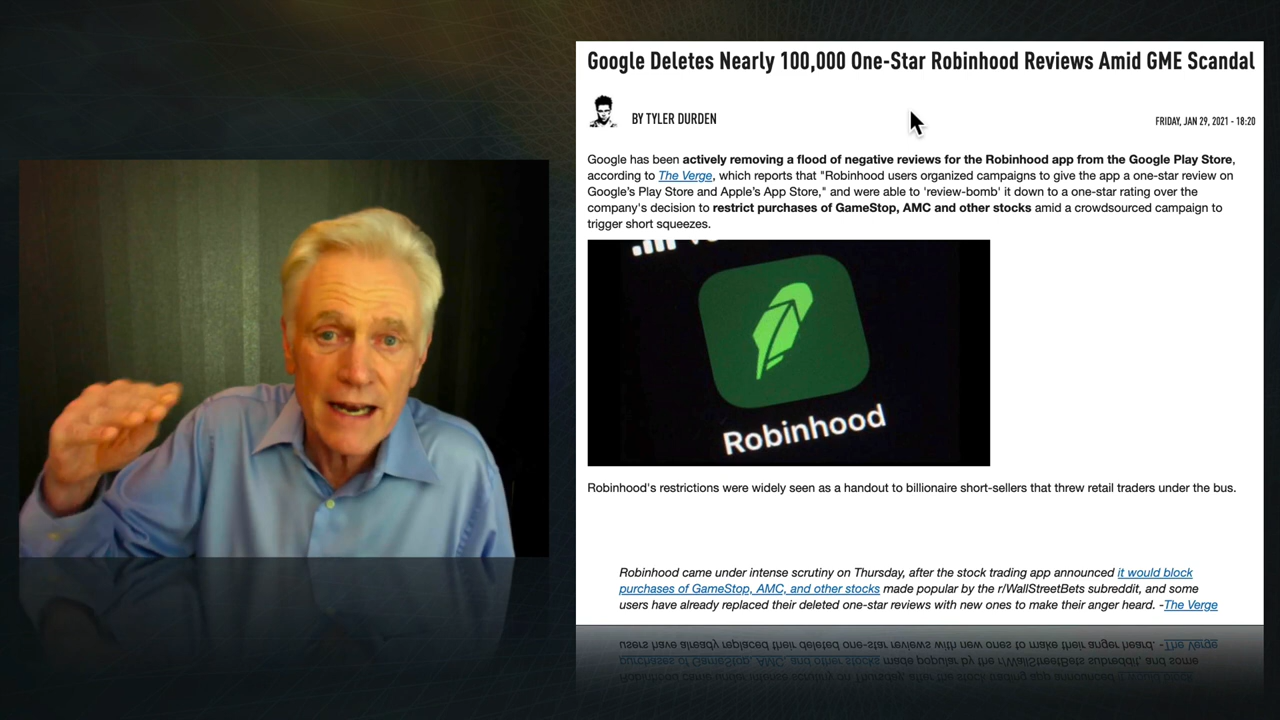 Google Deletes Nearly 100,000 One-Star Robinhood Reviews Amid GME Scandal
BY TYLER DURDEN
FRIDAY, JAN 29, 2021 - 18:20
Google has been actively removing a flood of negative reviews for the Robinhood app from the Google Play Store,
according to The Verge, which reports that "Robinhood users organized campaigns to give the app a one-star review on
Google's Play Store and Apple's App Store," and were able to 'review-bomb' it down to a one-star rating over the
company's decision to restrict purchases of GameStop, AMC and other stocks amid a crowdsourced campaign to
trigger short squeezes.
Robinhood
Robinhood's restrictions were widely seen as a handout to billionaire short-sellers that threw retail traders under the bus.
Robinhood came under intense scrutiny on Thursday, after the stock trading app announced it would block
purchases of GameStop, AMC, and other stocks made popular by the r/WallStreetBets subreddit, and some
users have already replaced their deleted one-star reviews with new ones to make their anger heard. -The Verge